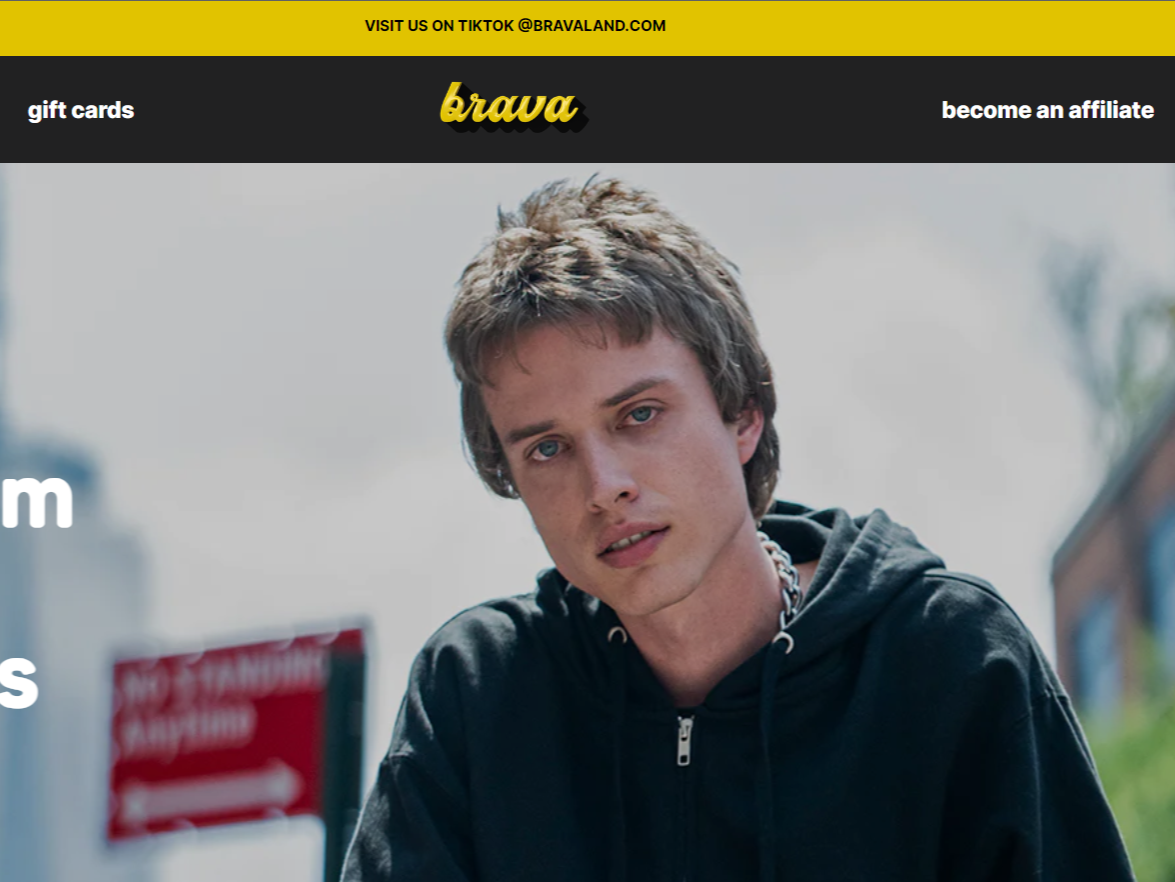 VISIT US ON TIKTOK @BRAVALAND.COM
gift cards
brava
become an affiliate
m
s
NO STANDING
Anytime